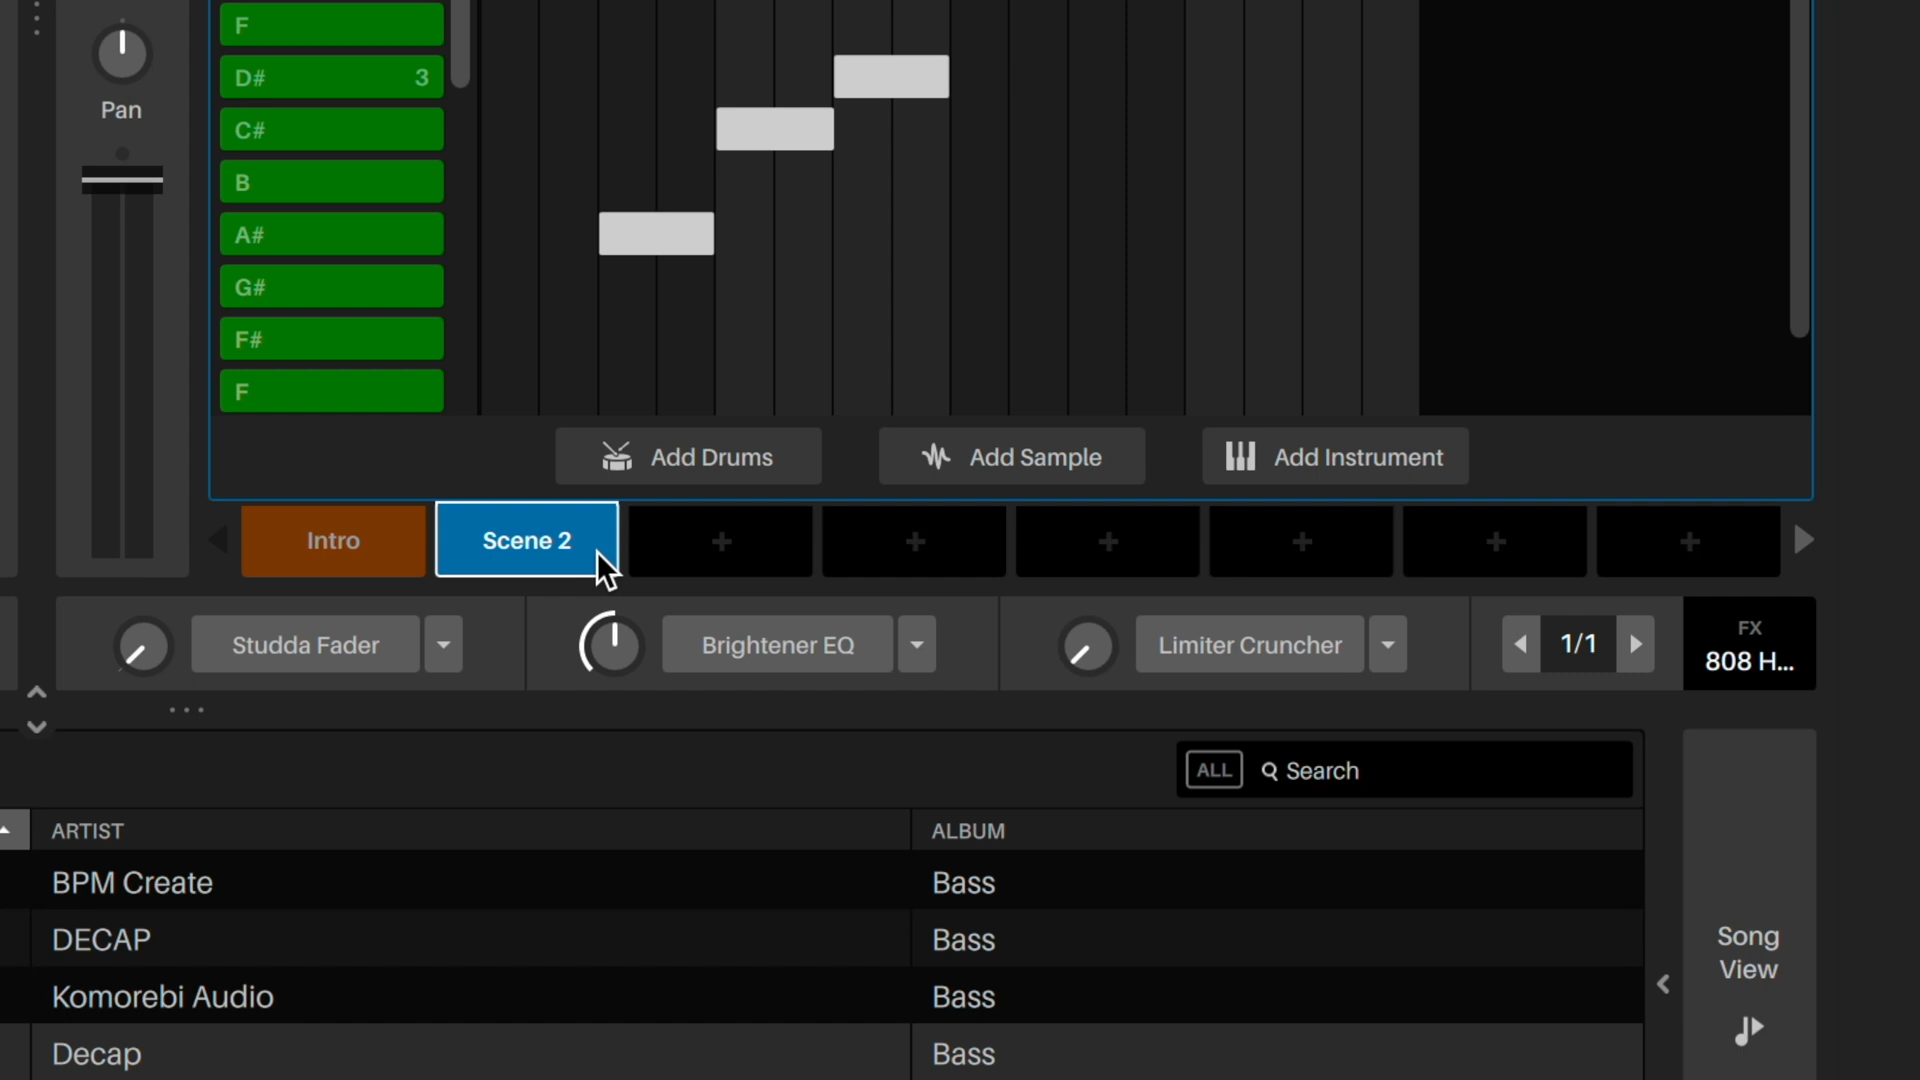 F
D# 3
Pan
C#
B
A#
G#
F#
F
Add Drums Add Sample Add Instrument
Intro Scene 2 + + + + + +
Studda Fader Brightener EQ Limiter Cruncher 1/1 FX
808 H...
ALL Search
ARTIST ALBUM
BPM Create Bass
DECAP Bass
Komorebi Audio Bass
Decap Bass
Song
View